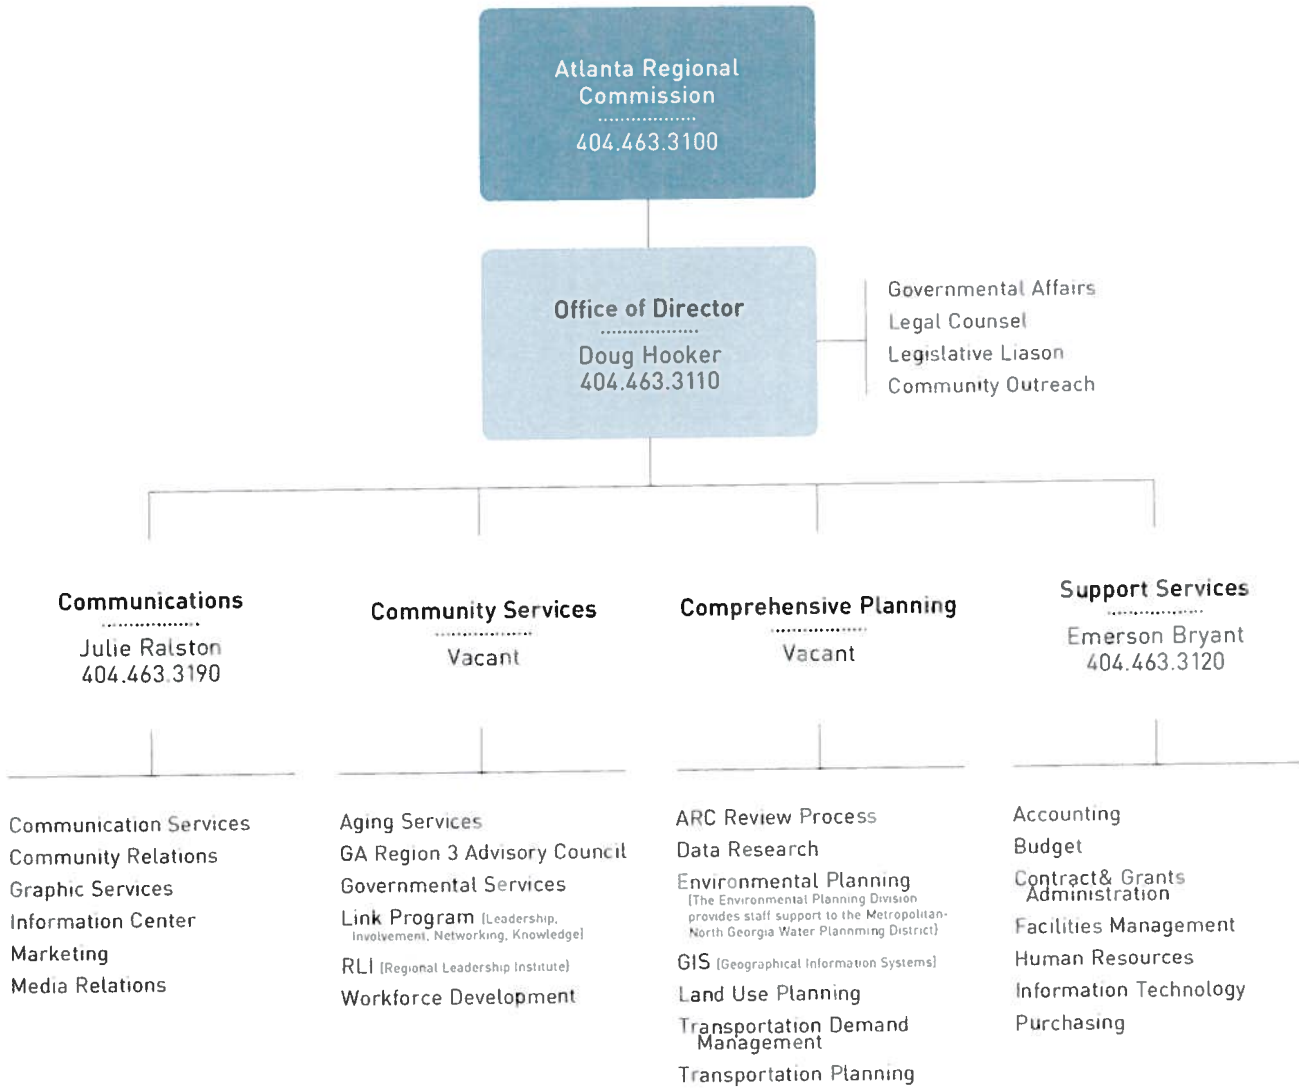 Atlanta Regional
Commission
404.463.3100
Office of Director
Doug Hooker
404.463.3110
Governmental Affairs
Legal Counsel
Legislative Liason
Community Outreach
Communications
Julie Ralston
404.463.3190
Community Services
Vacant
Comprehensive Planning
Vacant
Support Services
Emerson Bryant
404.463.3120
Communication Services
Community Relations
Graphic Services
Information Center
Marketing
Media Relations
Aging Services
GA Region 3 Advisory Council
Governmental Services
Link Program [Leadership,
Involvement, Networking, Knowledge]
RLI [Regional Leadership Institute]
Workforce Development
ARC Review Process
Data Research
Environmental Planning
[The Environmental Planning Division
provides staff support to the Metropolitan-
North Georgia Water Plannming District]
GIS [Geographical Information Systems]
Land Use Planning
Transportation Demand
Management
Transportation Planning
Accounting
Budget
Contract& Grants
Administration
Facilities Management
Human Resources
Information Technology
Purchasing